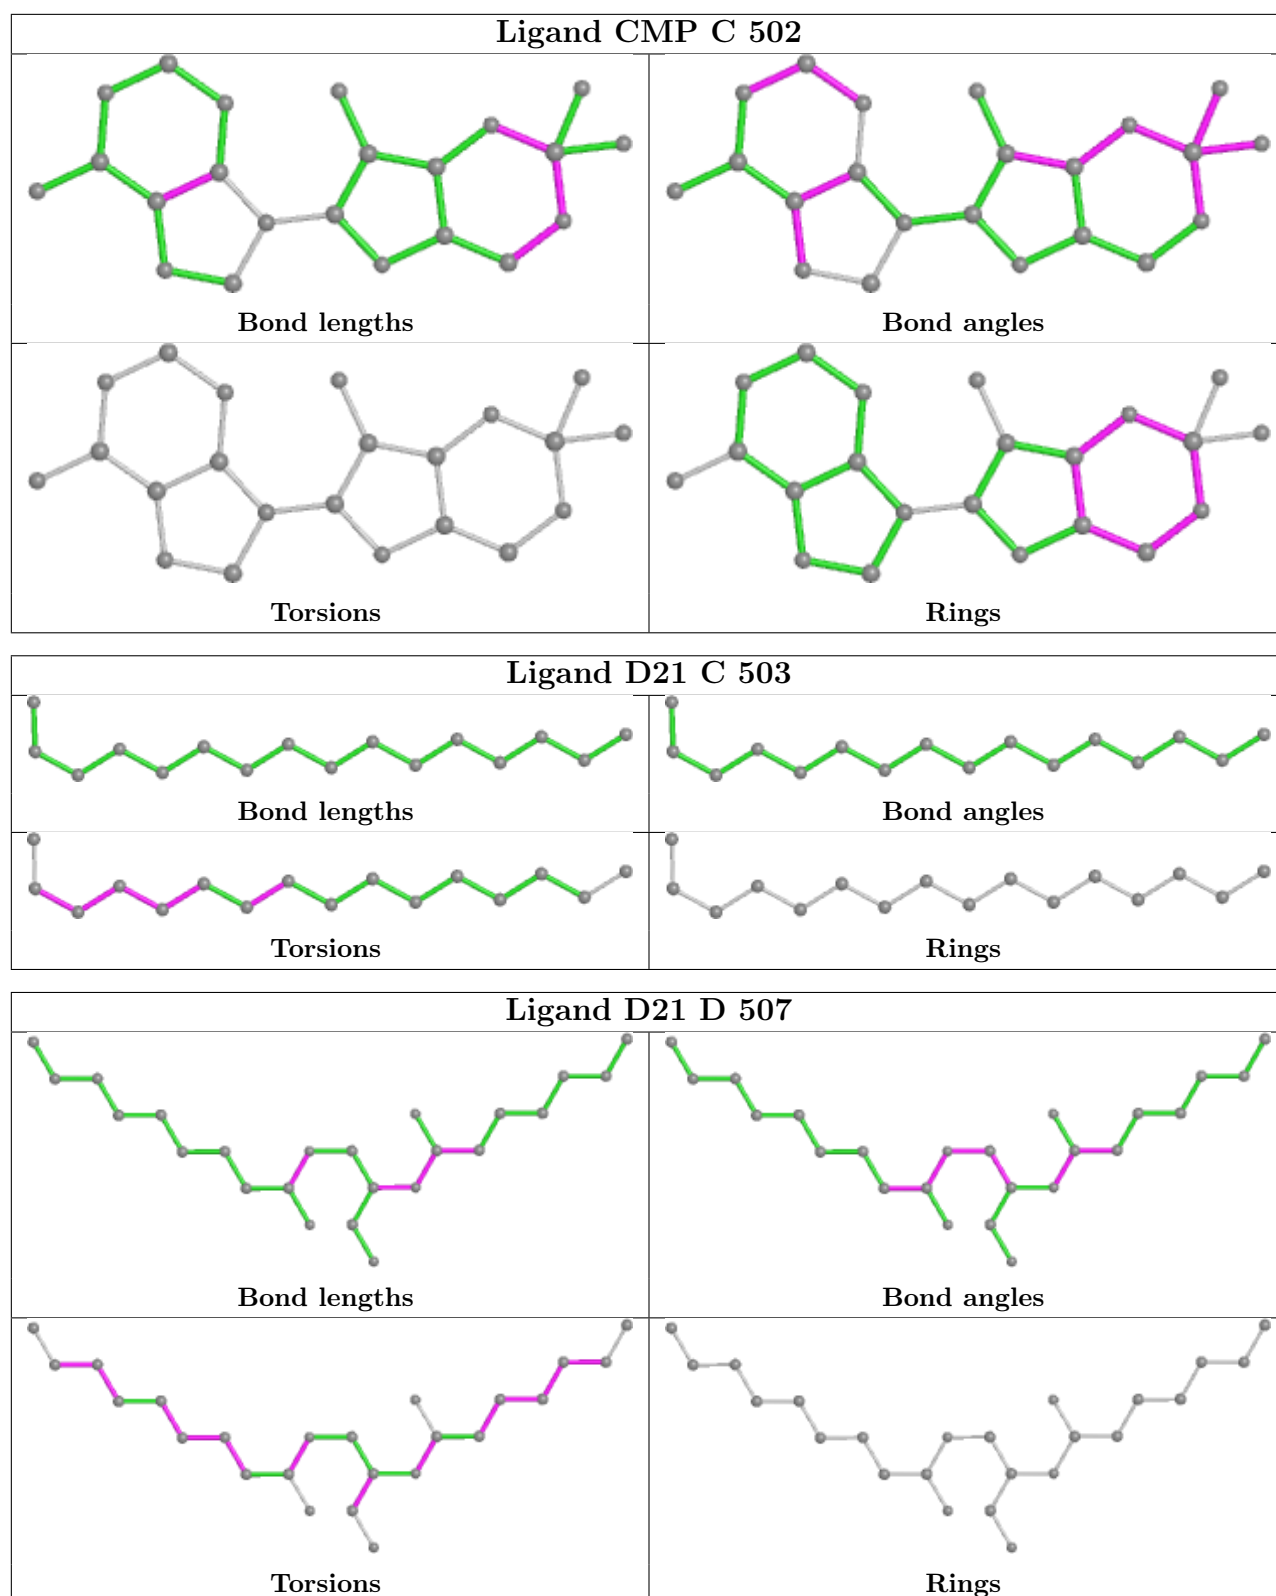 Ligand CMP C 502
Bond lengths
Bond angles
Torsions
Rings
Ligand D21 C 503
Bond lengths
Bond angles
Torsions
Rings
Ligand D21 D 507
Bond lengths
Bond angles
Torsions
Rings